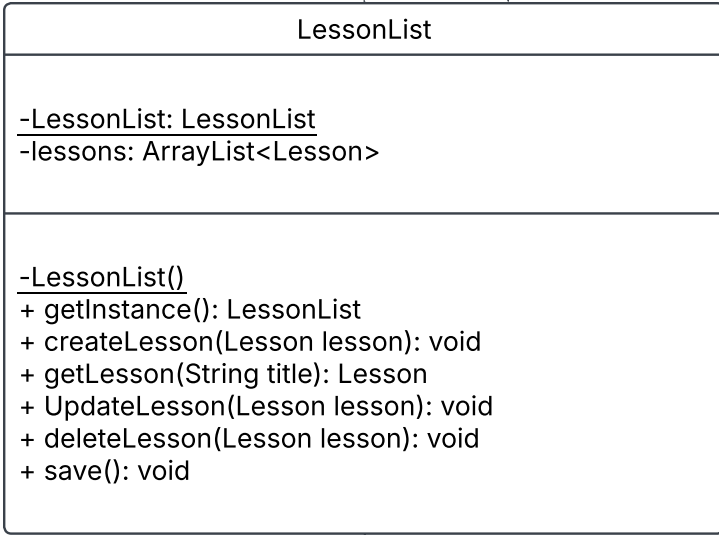 LessonList
-LessonList: LessonList
-lessons: ArrayList<Lesson>
-LessonList()
+ getInstance(): LessonList
+ createLesson(Lesson lesson): void
+ getLesson(String title): Lesson
+ UpdateLesson(Lesson lesson): void
+ deleteLesson(Lesson lesson): void
+ save(): void